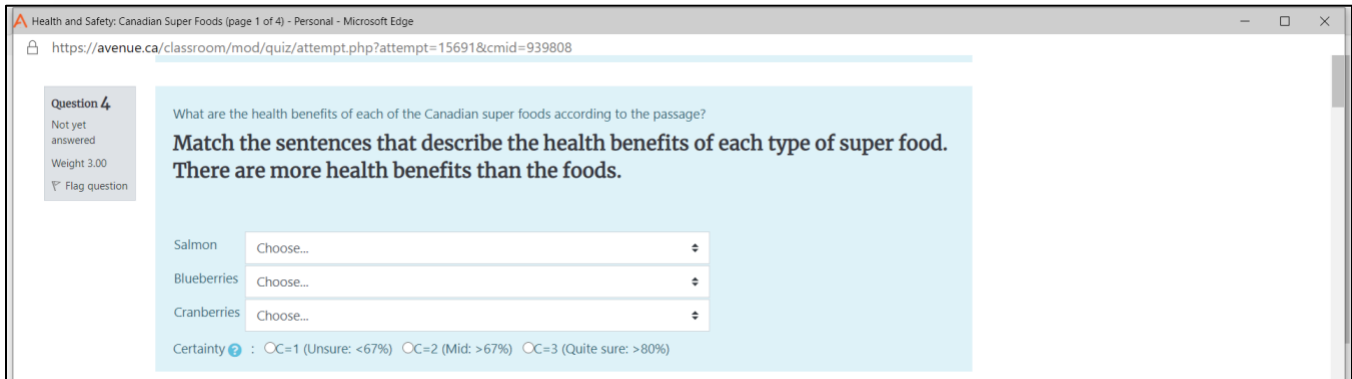 Health and Safety: Canadian Super Foods (page 1 of 4) - Personal - Microsoft Edge
https://avenue.ca/classroom/mod/quiz/attempt.php?attempt=15691&cmid=939808
Question 4
Not yet
answered
Weight 3.00
Flag question
What are the health benefits of each of the Canadian super foods according to the passage?
Match the sentences that describe the health benefits of each type of super food.
There are more health benefits than the foods.
Salmon Choose...
Blueberries Choose...
Cranberries Choose...
Certainty ? : C=1 (Unsure: <67%) C=2 (Mid: >67%) C=3 (Quite sure: >80%)